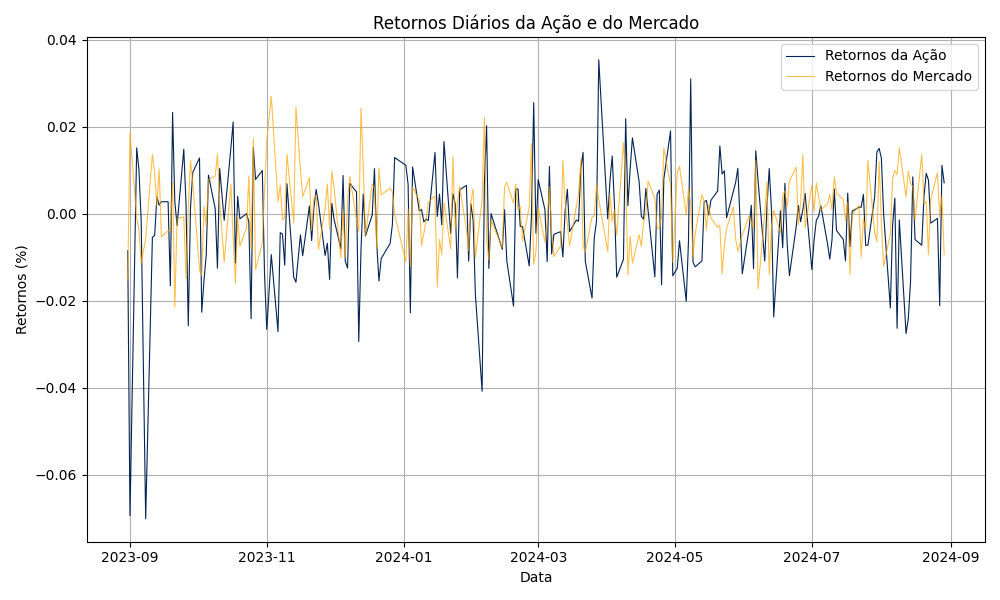 Retornos Diários da Ação e do Mercado
Retornos da Ação
Retornos do Mercado
Retornos (%)
0.04
0.02
0.00
−0.02
−0.04
−0.06
2023-09
2023-11
2024-01
2024-03
2024-05
2024-07
2024-09
Data